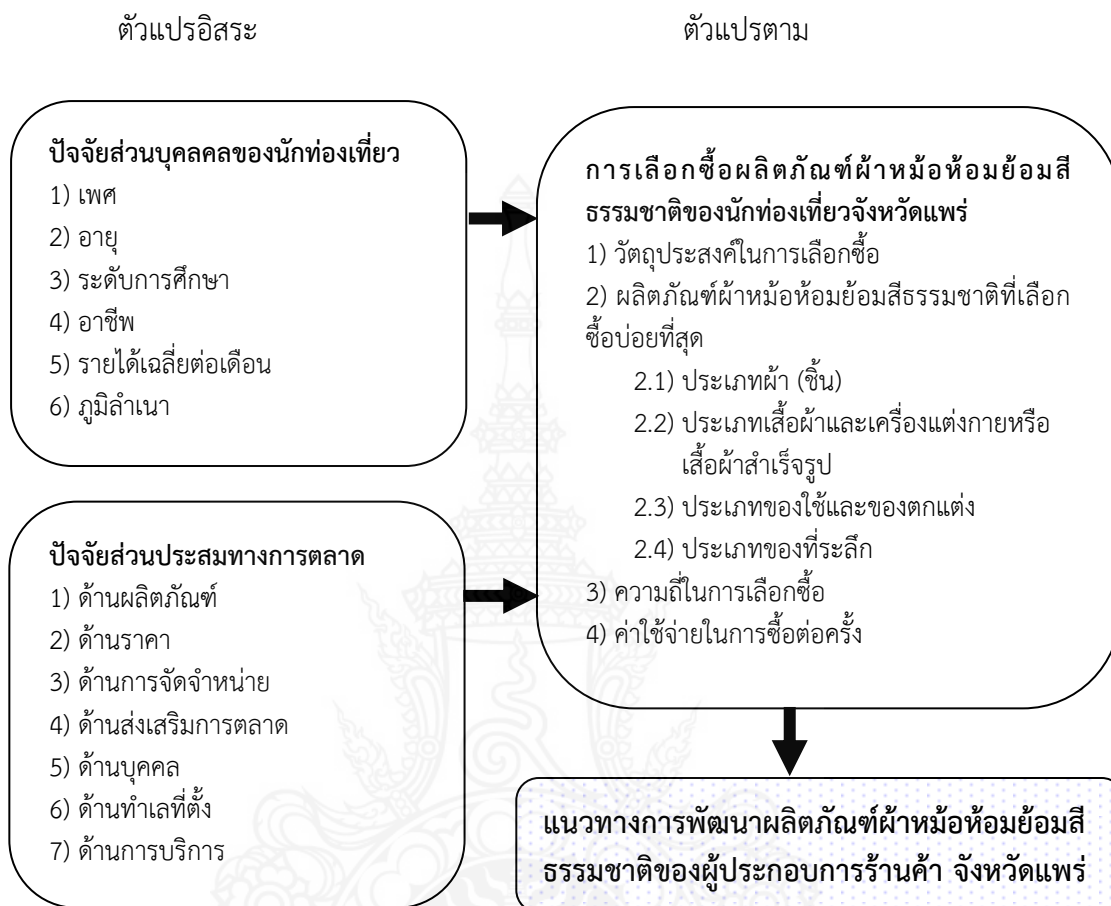 ตัวแปรอิสระ
ตัวแปรตาม
ปัจจัยส่วนบุคลคลของนักท่องเที่ยว
1) เพศ
2) อายุ
3) ระดับการศึกษา
4) อาชีพ
5) รายได้เฉลี่ยต่อเดือน
6) ภูมิลำเนา
ปัจจัยส่วนประสมทางการตลาด
1) ด้านผลิตภัณฑ์
2) ด้านราคา
3) ด้านการจัดจำหน่าย
4) ด้านส่งเสริมการตลาด
5) ด้านบุคคล
6) ด้านทำเลที่ตั้ง
7) ด้านการบริการ
การเลือกซื้อผลิตภัณฑ์ผ้าหม้อห้อมย้อมสี
ธรรมชาติของนักท่องเที่ยวจังหวัดแพร่
1) วัตถุประสงค์ในการเลือกซื้อ
2) ผลิตภัณฑ์ผ้าหม้อห้อมย้อมสีธรรมชาติที่เลือก
ซื้อบ่อยที่สุด
2.1) ประเภทผ้า (ชิ้น)
2.2) ประเภทเสื้อผ้าและเครื่องแต่งกายหรือ
เสื้อผ้าสำเร็จรูป
2.3) ประเภทของใช้และของตกแต่ง
2.4) ประเภทของที่ระลึก
3) ความถี่ในการเลือกซื้อ
4) ค่าใช้จ่ายในการซื้อต่อครั้ง
แนวทางการพัฒนาผลิตภัณฑ์ผ้าหม้อห้อมย้อมสี
ธรรมชาติของผู้ประกอบการร้านค้า จังหวัดแพร่